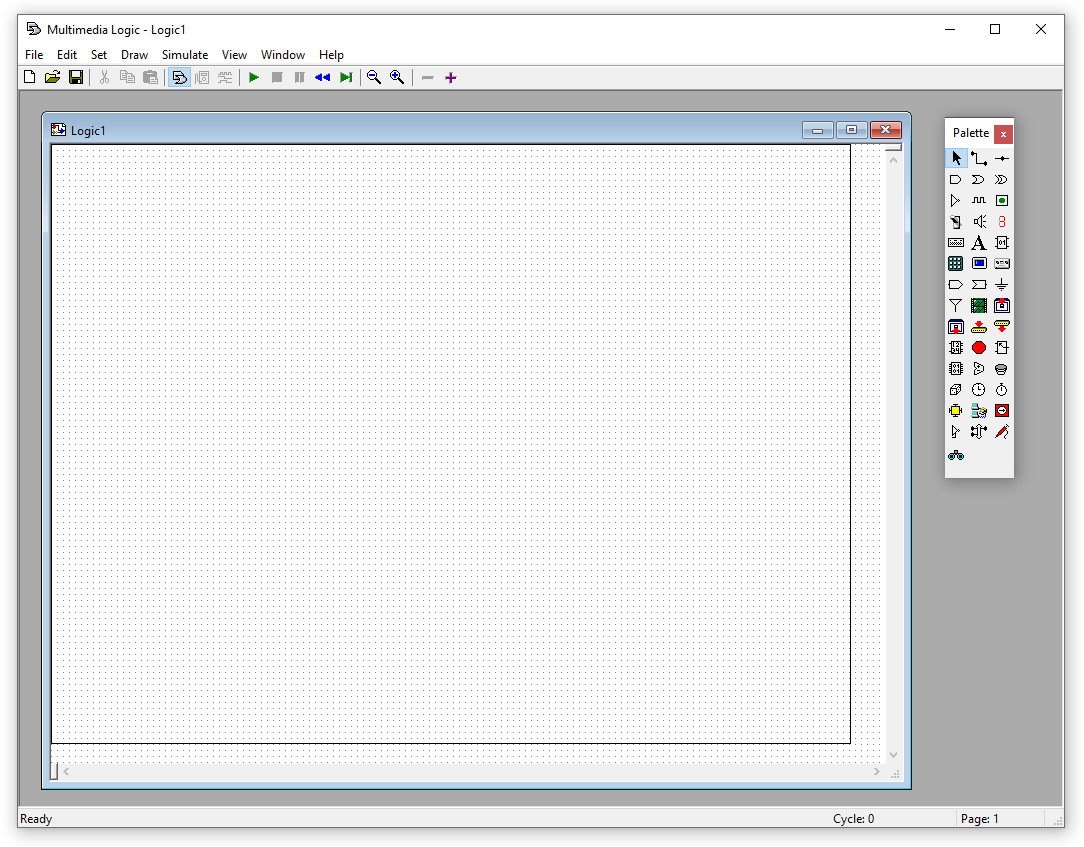 Multimedia Logic - Logic1
File Edit Set Draw Simulate View Window Help
Logic1
Palette x
A
8
Ready Cycle: 0 Page: 1